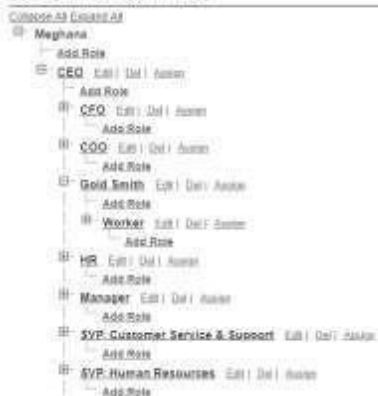 Collapse All Expand All
Meghana
Add Role
CEO Edit | Del | Assign
Add Role
CFO Edit | Del | Assign
Add Role
COO Edit | Del | Assign
Add Role
Gold Smith Edit | Del | Assign
Add Role
Worker Edit | Del | Assign
Add Role
HR Edit | Del | Assign
Add Role
Manager Edit | Del | Assign
Add Role
SVP, Customer Service & Support Edit | Del | Assign
Add Role
SVP, Human Resources Edit | Del | Assign
Add Role